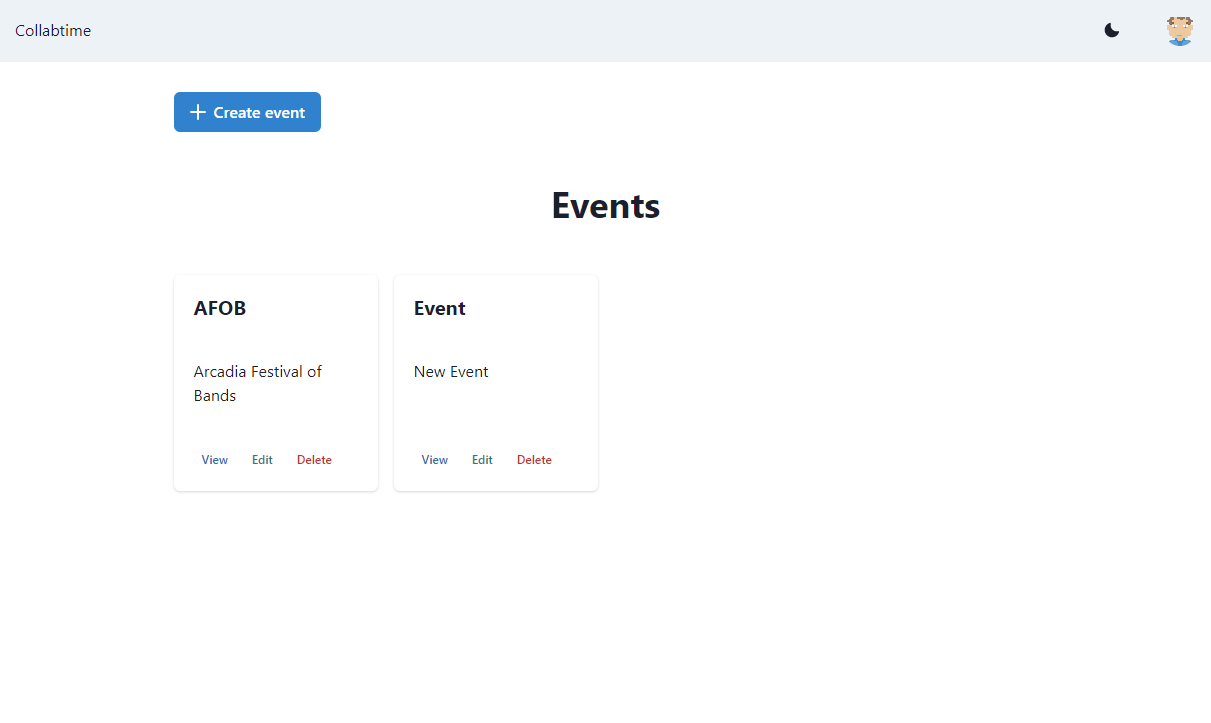 Collabtime
Create event
Events
AFOB
Arcadia Festival of
Bands
View Edit Delete
Event
New Event
View Edit Delete